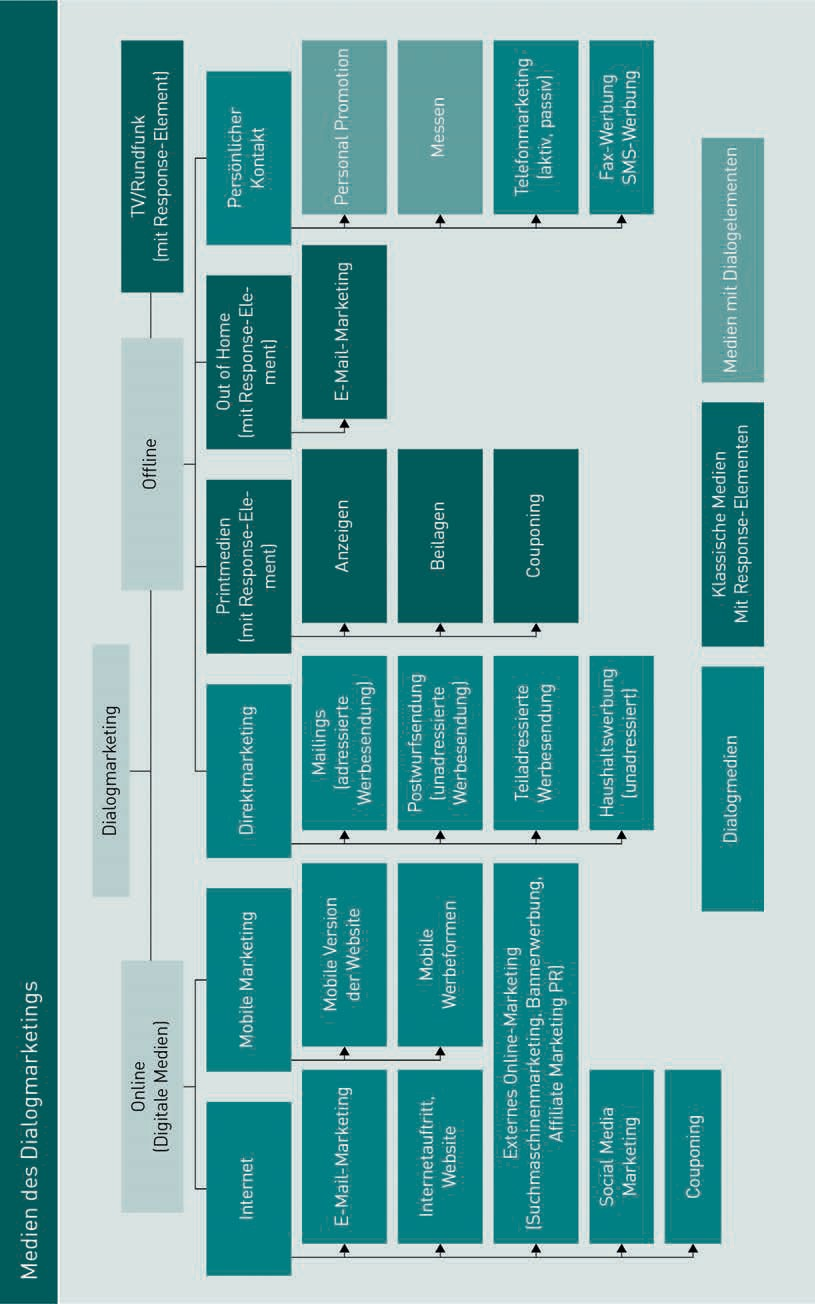 Medien des Dialogmarketings
Dialogmarketing
Online
(Digitale Medien)
Offline
TV/Rundfunk
(mit Response-Element)
Internet
Mobile Marketing
Direktmarketing
Printmedien
(mit Response-Ele-
ment)
Out of Home
(mit Response-Ele-
ment)
Persönlicher
Kontakt
E-Mail-Marketing
Internetauftritt,
Website
Externes Online-Marketing
(Suchmaschinenmarketing, Bannerwerbung,
Affiliate Marketing PR)
Social Media
Marketing
Couponing
Mobile Version
der Website
Mobile
Werbeformen
Mailings
(adressierte
Werbesendung)
Postwurfsendung
(unadressierte
Werbesendung)
Teiladressierte
Werbesendung
Haushaltswerbung
(unadressiert)
Anzeigen
Beilagen
Couponing
E-Mail-Marketing
Personal Promotion
Messen
Telefonmarketing
(aktiv, passiv)
Fax-Werbung
SMS-Werbung
Dialogmedien
Klassische Medien
Mit Response-Elementen
Medien mit Dialogelementen